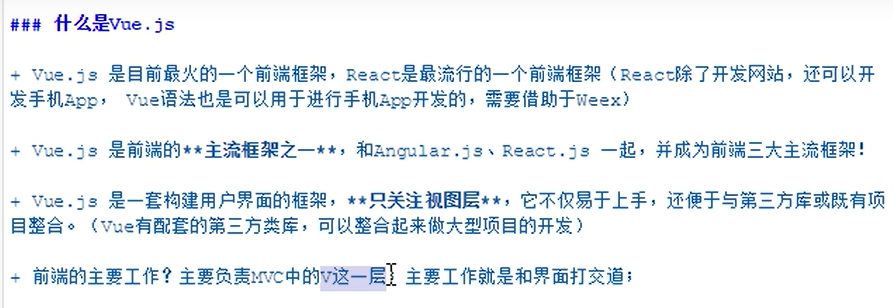 ### 什么是Vue.js
+ Vue.js 是目前最火的一个前端框架，React是最流行的一个前端框架（React除了开发网站，还可以开
发手机App， Vue语法也是可以用于进行手机App开发的，需要借助于Weex）
+ Vue.js 是前端的**主流框架之一**，和Angular.js、React.js 一起，并成为前端三大主流框架！
+ Vue.js 是一套构建用户界面的框架，**只关注视图层**，它不仅易于上手，还便于与第三方库或既有项
目整合。（Vue有配套的第三方类库，可以整合起来做大型项目的开发）
+ 前端的主要工作？主要负责MVC中的V这一层；主要工作就是和界面打交道；